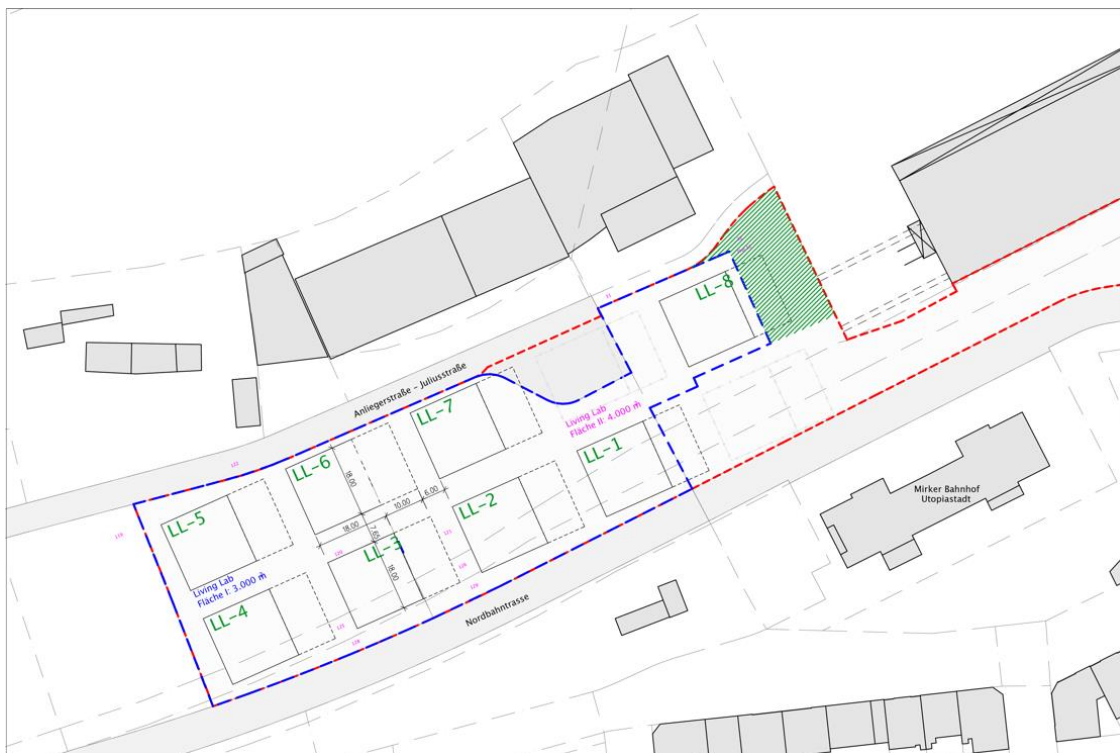 LL-8
Anliegerstraße - Juliusstraße
LL-7
Living Lab
Fläche II: 4.000 m²
LL-1
LL-6
18.00
10.00
6.00
18.00
7.65
LL-2
LL-5
LL-3
18.00
Mirker Bahnhof
Utopiastadt
Living Lab
Fläche I: 3.000 m²
LL-4
Nordbahntrasse